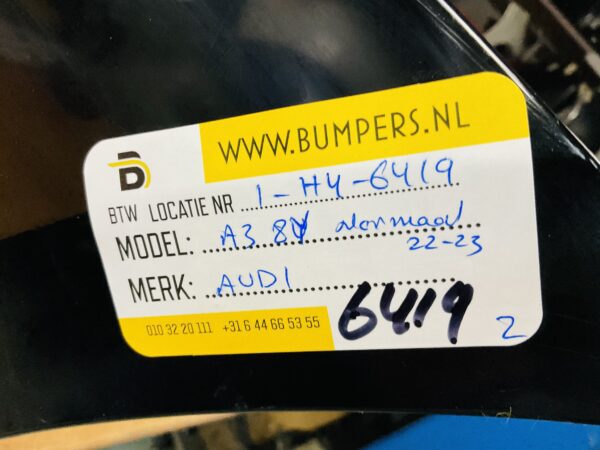 WWW.BUMPERS.NL
BTW LOCATIE NR 1-H4-6419
MODEL: A3 8Y Normaal
22-23
MERK: AUDI
010 32 20 111 +31 6 44 66 53 55
6419
2